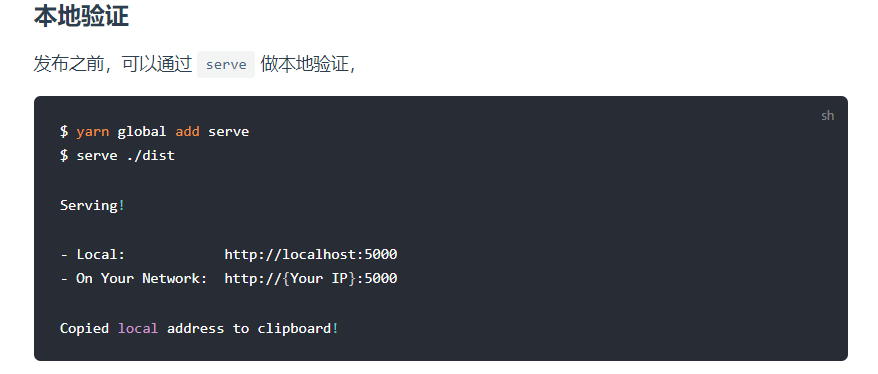 本地验证
发布之前，可以通过 serve 做本地验证，
sh
$ yarn global add serve
$ serve ./dist
Serving!
- Local:            http://localhost:5000
- On Your Network:  http://{Your IP}:5000
Copied local address to clipboard!